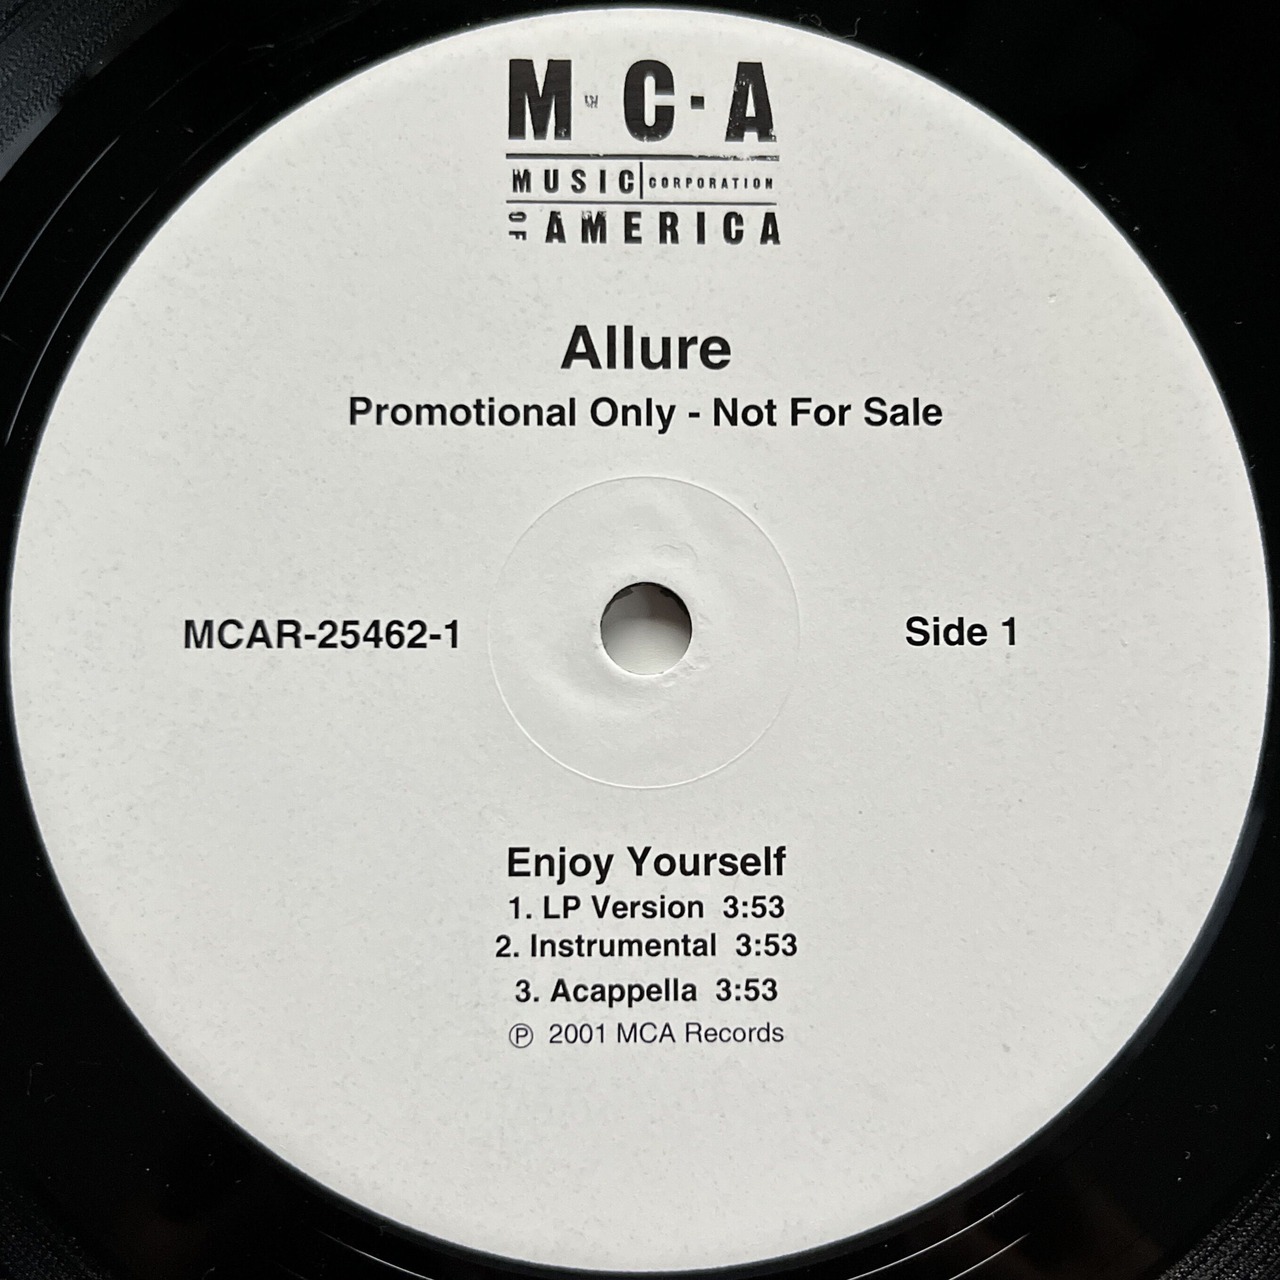 M·C·A
MUSIC CORPORATION
OF AMERICA
Allure
Promotional Only - Not For Sale
MCAR-25462-1
Side 1
Enjoy Yourself
1. LP Version 3:53
2. Instrumental 3:53
3. Acappella 3:53
℗ 2001 MCA Records